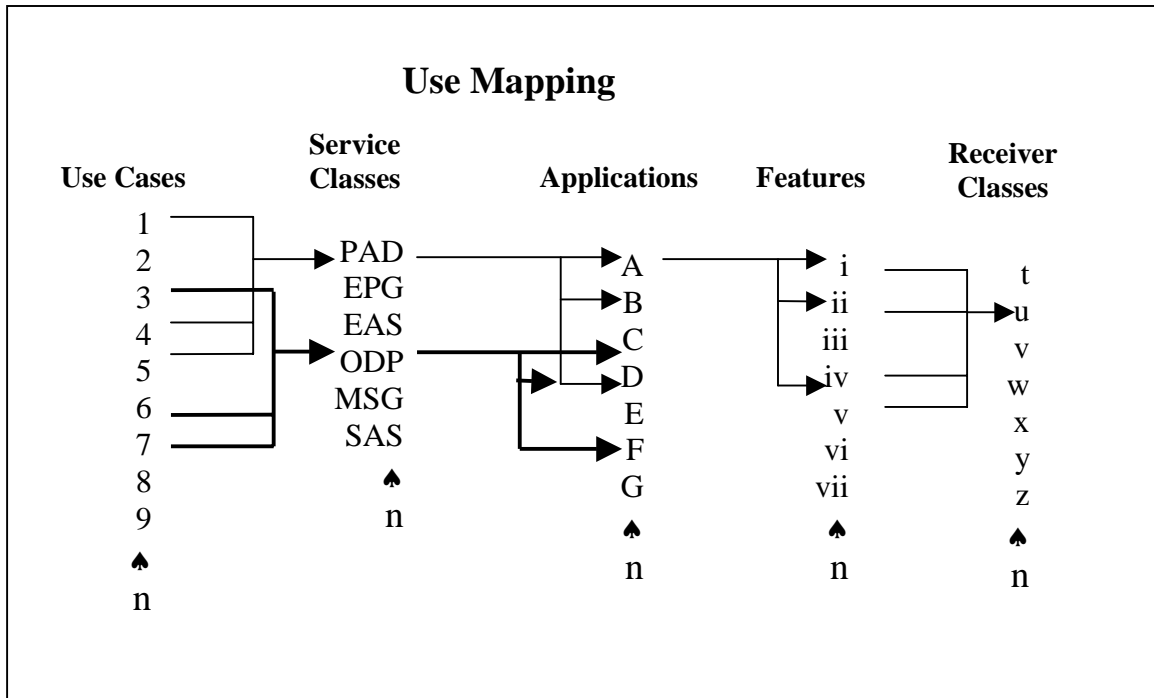 Use Mapping
Use Cases
1
2
3
4
5
6
7
8
9
♠
n
Service
Classes
PAD
EPG
EAS
ODP
MSG
SAS
♠
n
Applications
A
B
C
D
E
F
G
♠
n
Features
i
ii
iii
iv
v
vi
vii
♠
n
Receiver
Classes
t
u
v
w
x
y
z
♠
n